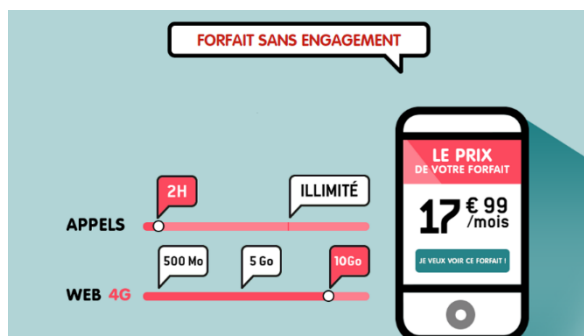 FORFAIT SANS ENGAGEMENT
2H
ILLIMITÉ
APPELS
500 Mo
5 Go
10Go
WEB 4G
LE PRIX
DE VOTRE FORFAIT
17 € 99
/mois
JE VEUX VOIR CE FORFAIT !